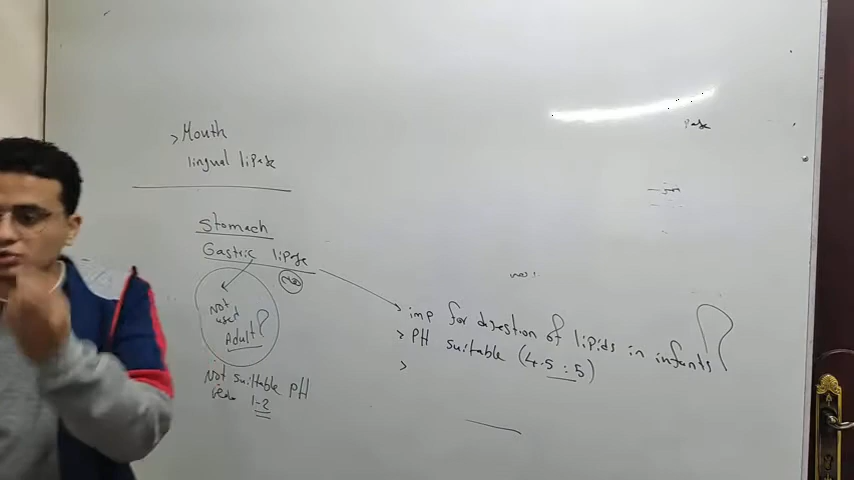 > Mouth
lingual lipase
Stomach
Gastric lipase
Not
used
Adult?
Not suitable PH
1-2
imp for digestion of lipids in infants ?
> PH suitable (4.5 : 5)
>